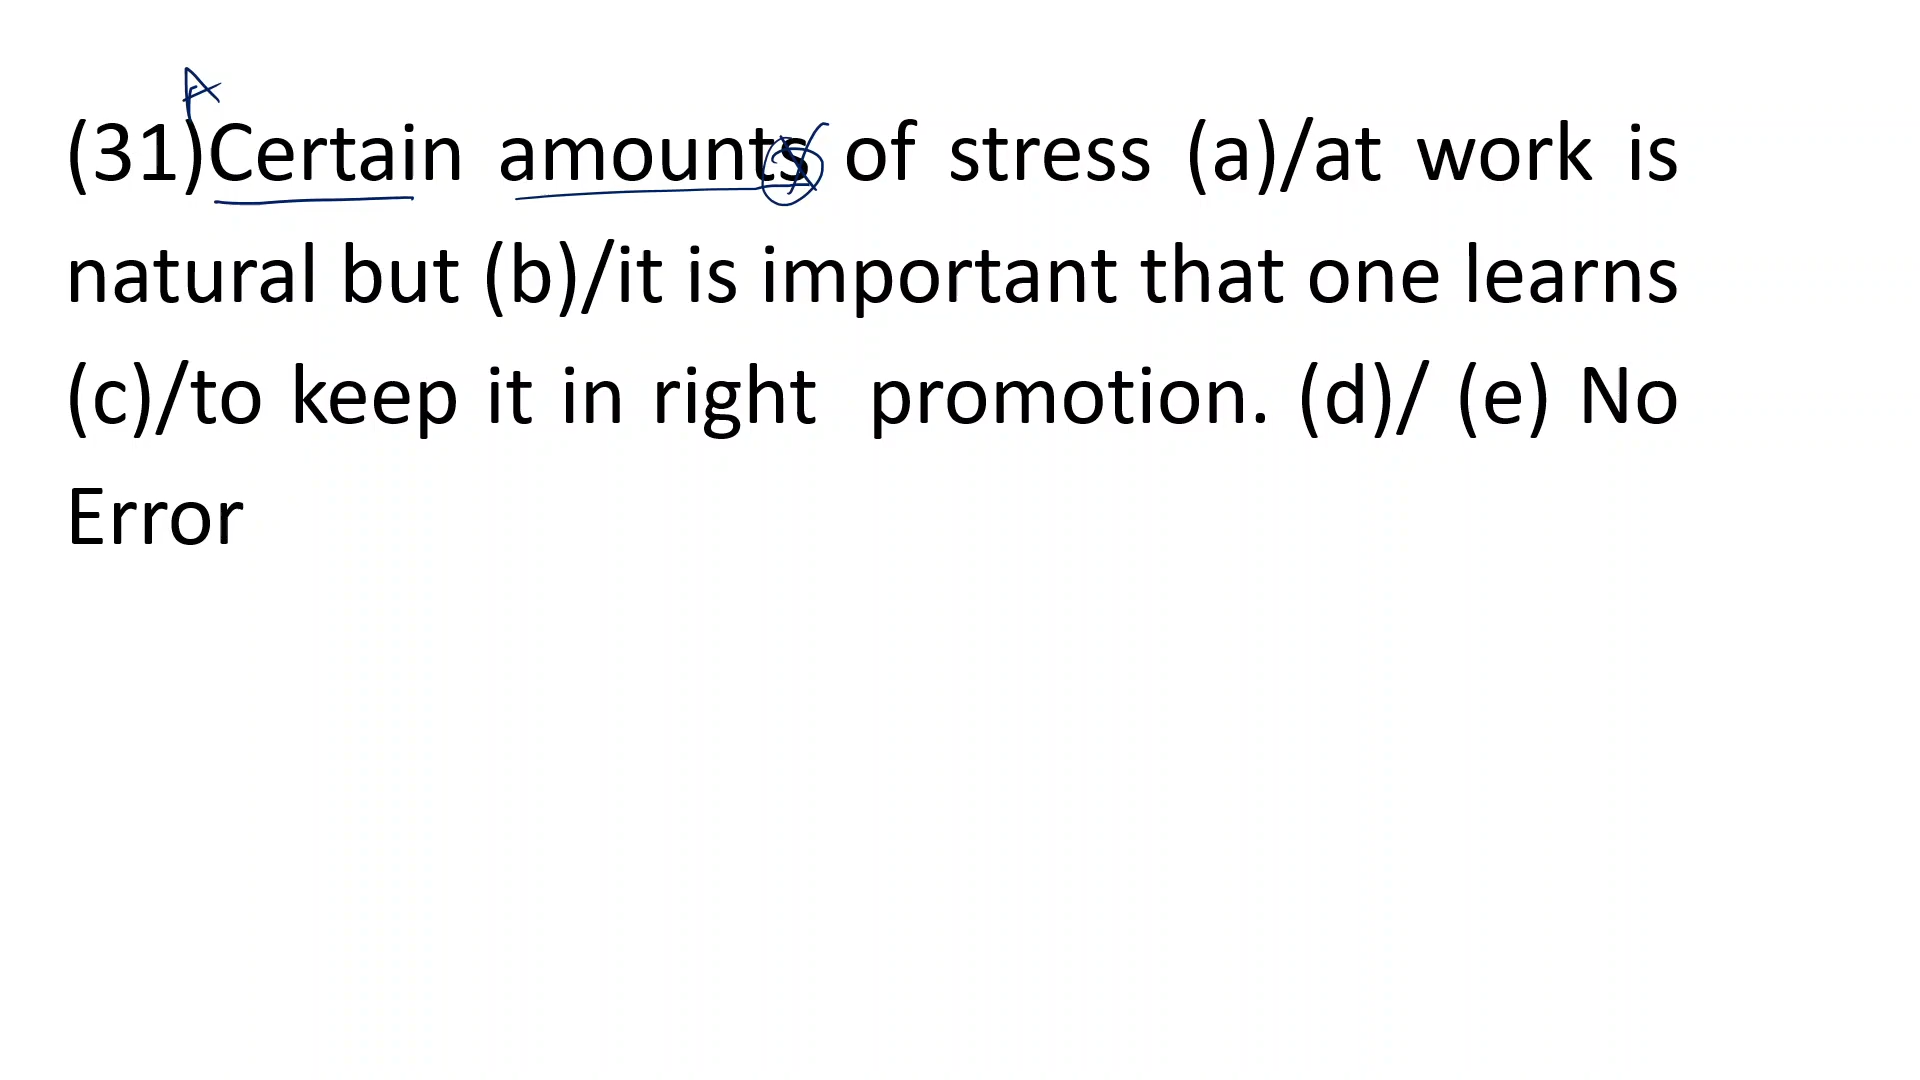 A
(31)Certain amounts of stress (a)/at work is
natural but (b)/it is important that one learns
(c)/to keep it in right promotion. (d)/ (e) No
Error